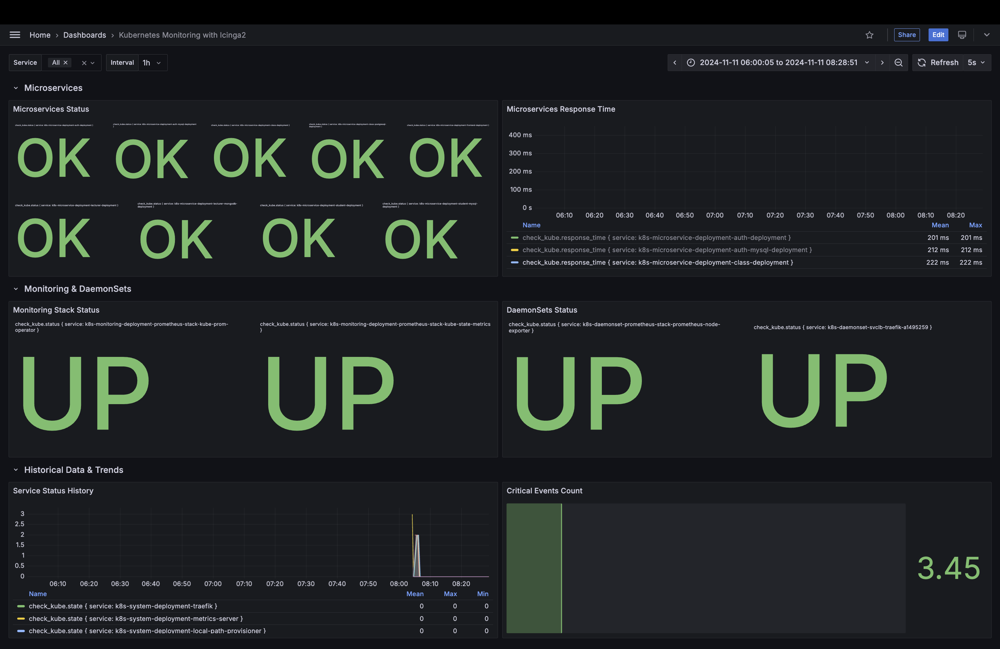 Home › Dashboards › Kubernetes Monitoring with Icinga2
Share
Edit
Service
All ×
Interval
1h
2024-11-11 06:00:05 to 2024-11-11 08:28:51
Refresh
5s
Microservices
Microservices Status
check_kube.status { service: k8s-microservice-deployment-auth-deployment }
OK
check_kube.status { service: k8s-microservice-deployment-auth-mysql-deployment
}
OK
check_kube.status { service: k8s-microservice-deployment-class-deployment }
OK
check_kube.status { service: k8s-microservice-deployment-class-postgresql-
deployment }
OK
check_kube.status { service: k8s-microservice-deployment-frontend-deployment }
OK
check_kube.status { service: k8s-microservice-deployment-lecturer-deployment }
OK
check_kube.status { service: k8s-microservice-deployment-lecturer-mongodb-
deployment }
OK
check_kube.status { service: k8s-microservice-deployment-student-deployment }
OK
check_kube.status { service: k8s-microservice-deployment-student-mysql-
deployment }
OK
Microservices Response Time
400 ms
300 ms
200 ms
100 ms
0 s
06:10 06:20 06:30 06:40 06:50 07:00 07:10 07:20 07:30 07:40 07:50 08:00 08:10 08:20
Name Mean Max
check_kube.response_time { service: k8s-microservice-deployment-auth-deployment } 201 ms 201 ms
check_kube.response_time { service: k8s-microservice-deployment-auth-mysql-deployment } 212 ms 212 ms
check_kube.response_time { service: k8s-microservice-deployment-class-deployment } 222 ms 222 ms
Monitoring & DaemonSets
Monitoring Stack Status
check_kube.status { service: k8s-monitoring-deployment-prometheus-stack-kube-prom-
operator }
UP
check_kube.status { service: k8s-monitoring-deployment-prometheus-stack-kube-state-metrics
}
UP
DaemonSets Status
check_kube.status { service: k8s-daemonset-prometheus-stack-prometheus-node-
exporter }
UP
check_kube.status { service: k8s-daemonset-svclb-traefik-a1495259 }
UP
Historical Data & Trends
Service Status History
3
2.5
2
1.5
1
0.5
0
06:10 06:20 06:30 06:40 06:50 07:00 07:10 07:20 07:30 07:40 07:50 08:00 08:10 08:20
Name Mean Max Min
check_kube.state { service: k8s-system-deployment-traefik } 0 0 0
check_kube.state { service: k8s-system-deployment-metrics-server } 0 0 0
check_kube.state { service: k8s-system-deployment-local-path-provisioner } 0 0 0
Critical Events Count
3.45